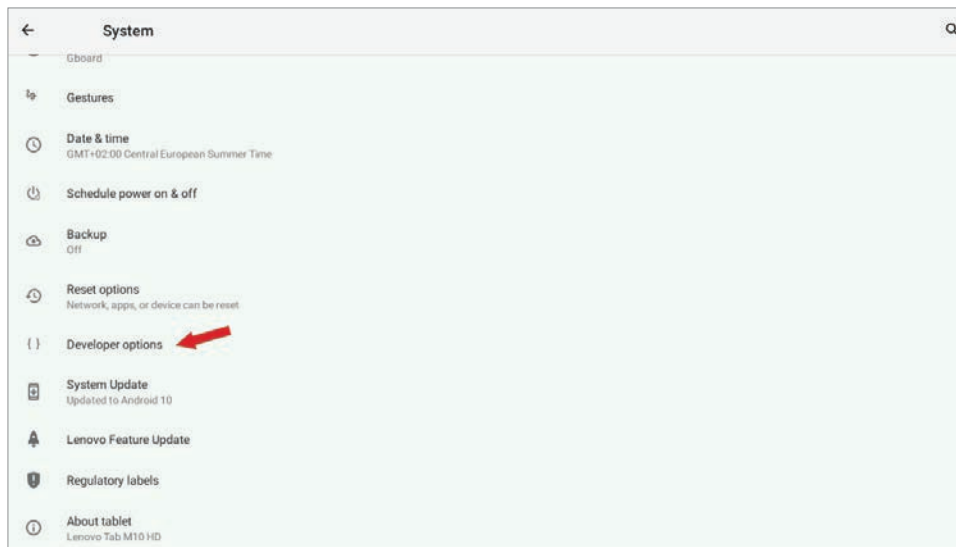 System
Gboard
Gestures
Date & time
GMT+02:00 Central European Summer Time
Schedule power on & off
Backup
Off
Reset options
Network, apps, or device can be reset
{ } Developer options
System Update
Updated to Android 10
Lenovo Feature Update
Regulatory labels
About tablet
Lenovo Tab M10 HD